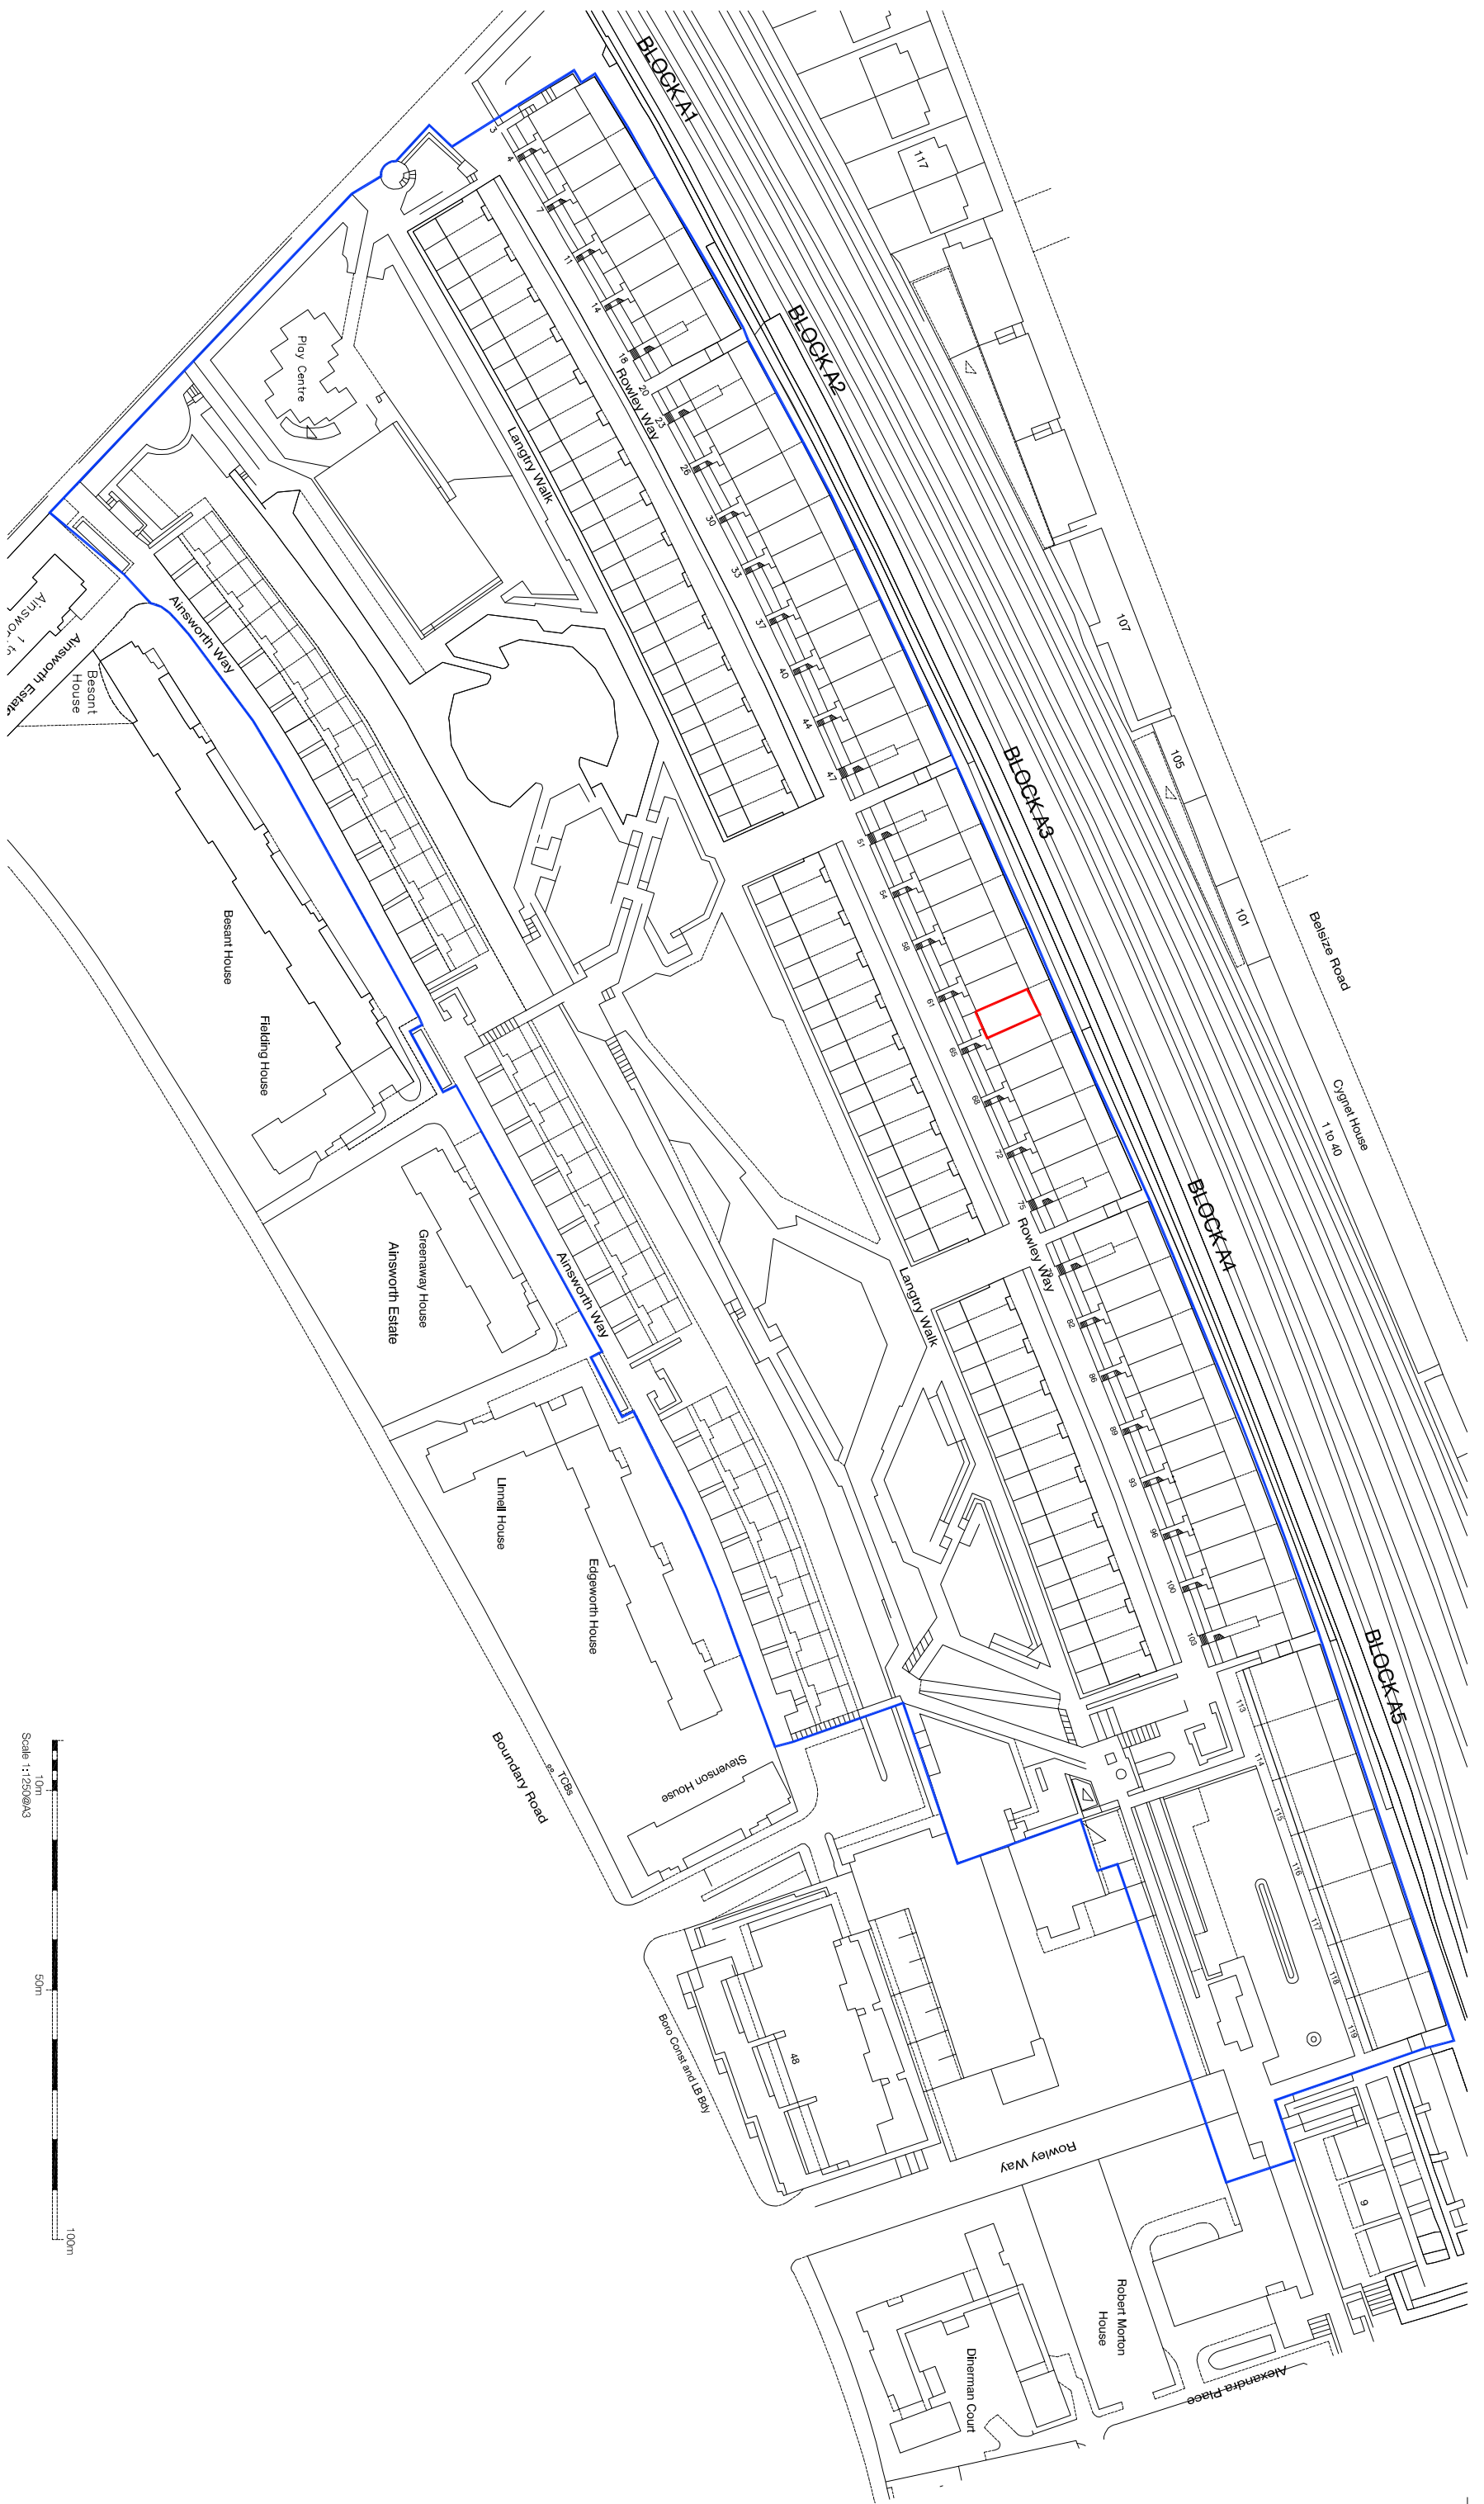 BLOCK A1
BLOCK A2
BLOCK A3
BLOCK A4
BLOCK A5
117
107
105
101
Belsize Road
Cygnet House
1 to 40
3
4
7
11
14
18
20
23
26
30
33
37
40
44
47
51
54
58
61
65
68
72
75
82
86
89
93
96
100
103
113
114
115
116
117
118
119
Rowley Way
Langtry Walk
Play Centre
Rowley Way
Langtry Walk
Ainsworth Way
Ainsworth Estate
Besant
House
Besant House
Fielding House
Greenaway House
Ainsworth Estate
Ainsworth Way
Linnell House
Edgeworth House
Stevenson House
TCBs
Boundary Road
48
Boro Const and LB Bdy
Rowley Way
9
Robert Morton
House
Dinerman Court
Alexandra Place
10m
50m
100m
Scale 1:1250@A3